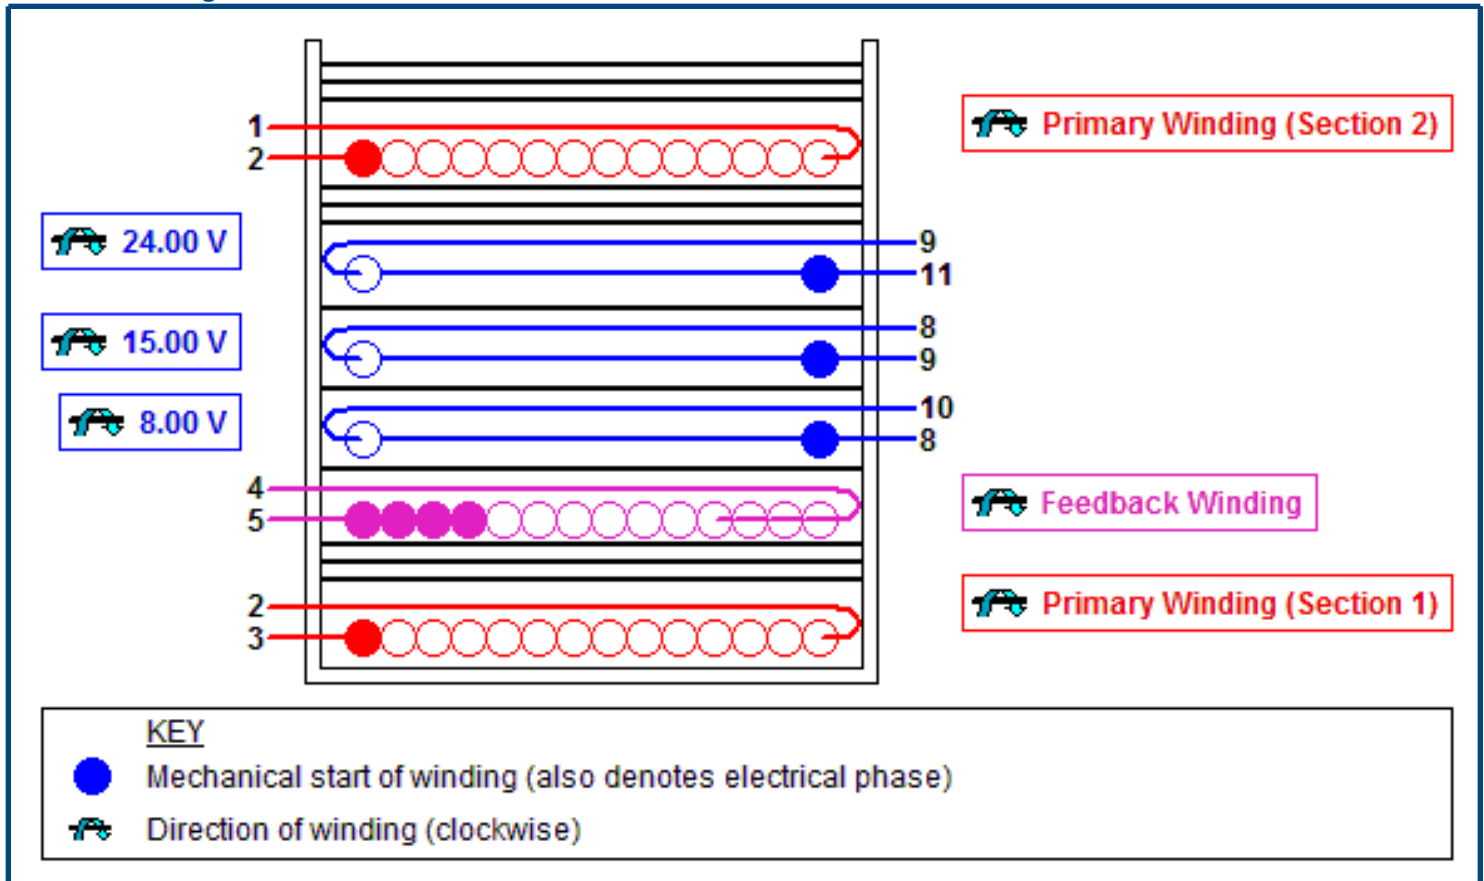 1
2
Primary Winding (Section 2)
24.00 V
9
11
15.00 V
8
9
8.00 V
10
8
4
5
Feedback Winding
2
3
Primary Winding (Section 1)
KEY
Mechanical start of winding (also denotes electrical phase)
Direction of winding (clockwise)